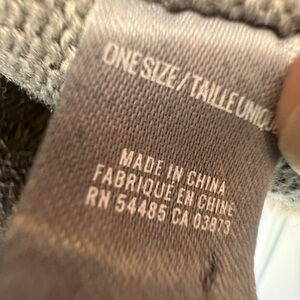 ONE SIZE/TAILLE UNIQUE
MADE IN CHINA
FABRIQUÉ EN CHINE
RN 54485 CA 03873